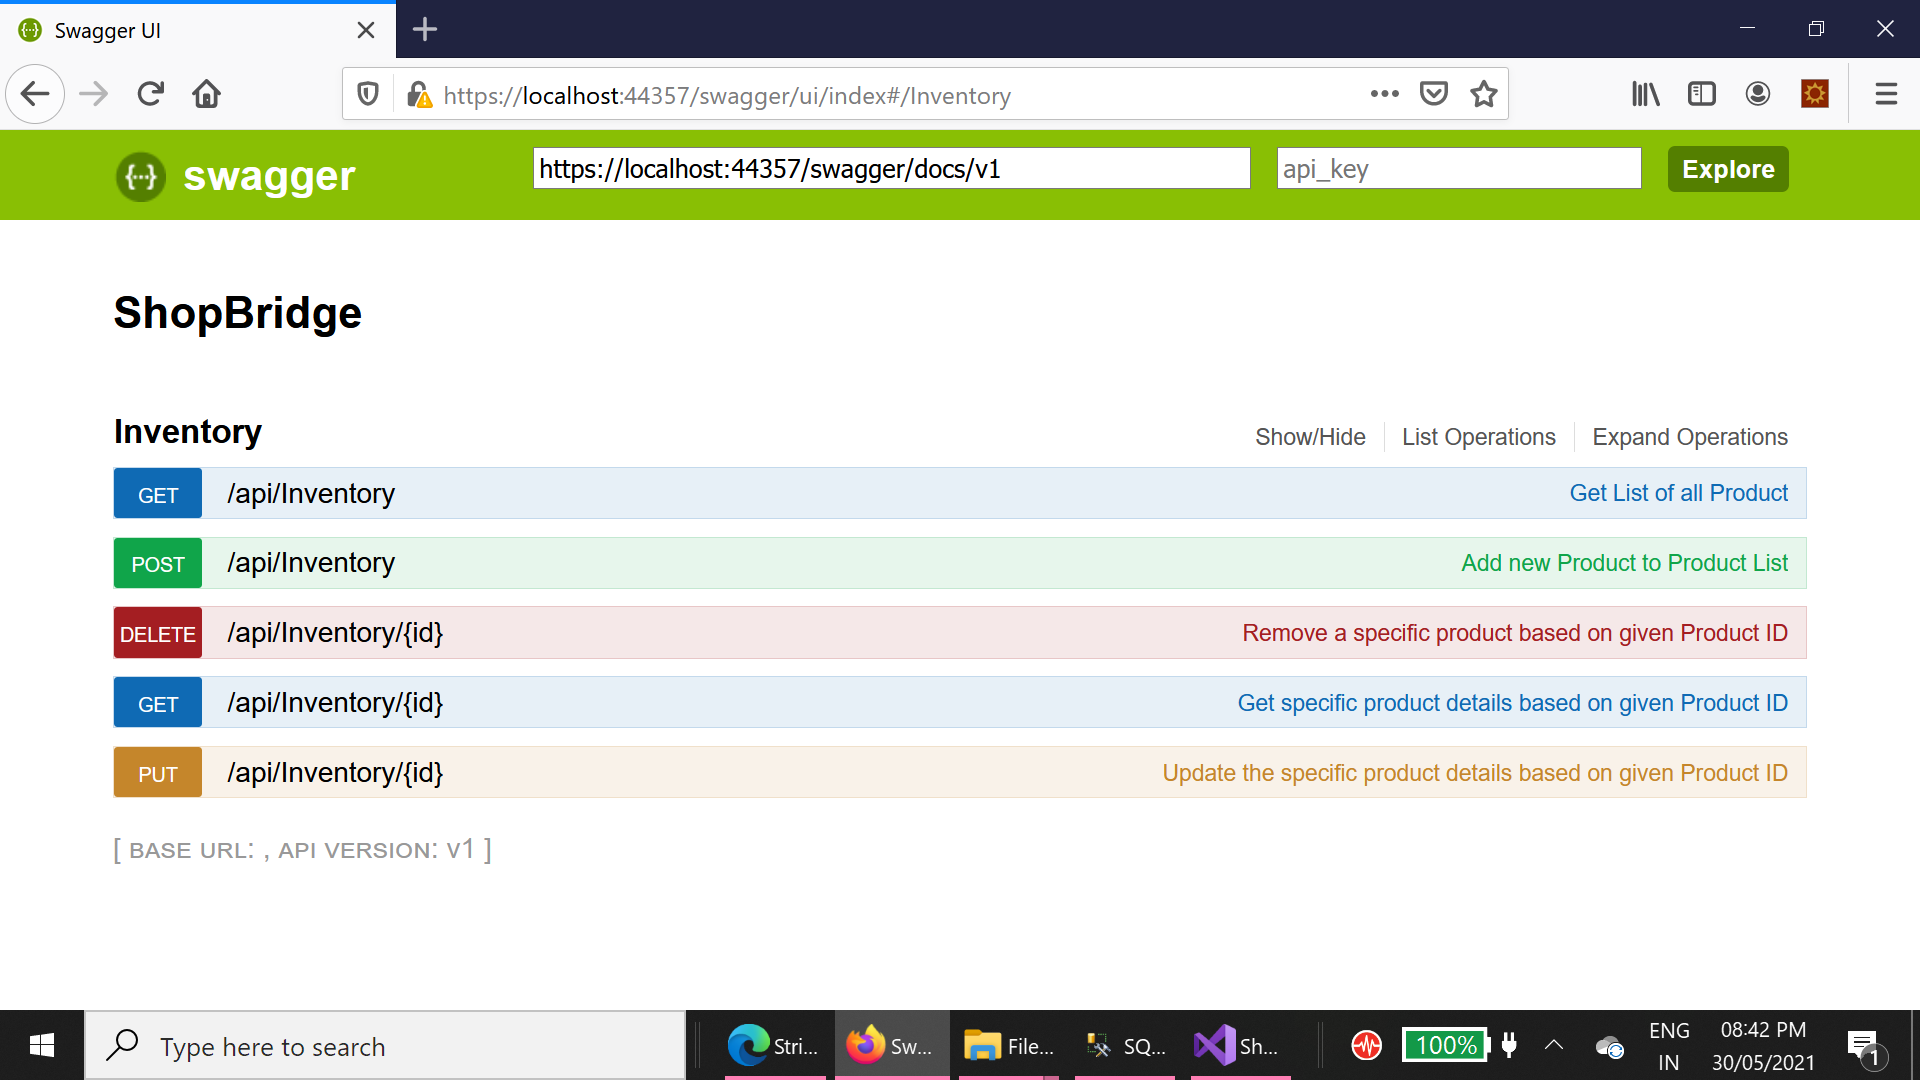 Swagger UI
https://localhost:44357/swagger/ui/index#/Inventory
swagger
https://localhost:44357/swagger/docs/v1
api_key
Explore
ShopBridge
Inventory
Show/Hide
List Operations
Expand Operations
GET /api/Inventory Get List of all Product
POST /api/Inventory Add new Product to Product List
DELETE /api/Inventory/{id} Remove a specific product based on given Product ID
GET /api/Inventory/{id} Get specific product details based on given Product ID
PUT /api/Inventory/{id} Update the specific product details based on given Product ID
[ BASE URL: , API VERSION: V1 ]
Type here to search
Stri...
Sw...
File...
SQ...
Sh...
100%
ENG
IN
08:42 PM
30/05/2021
1